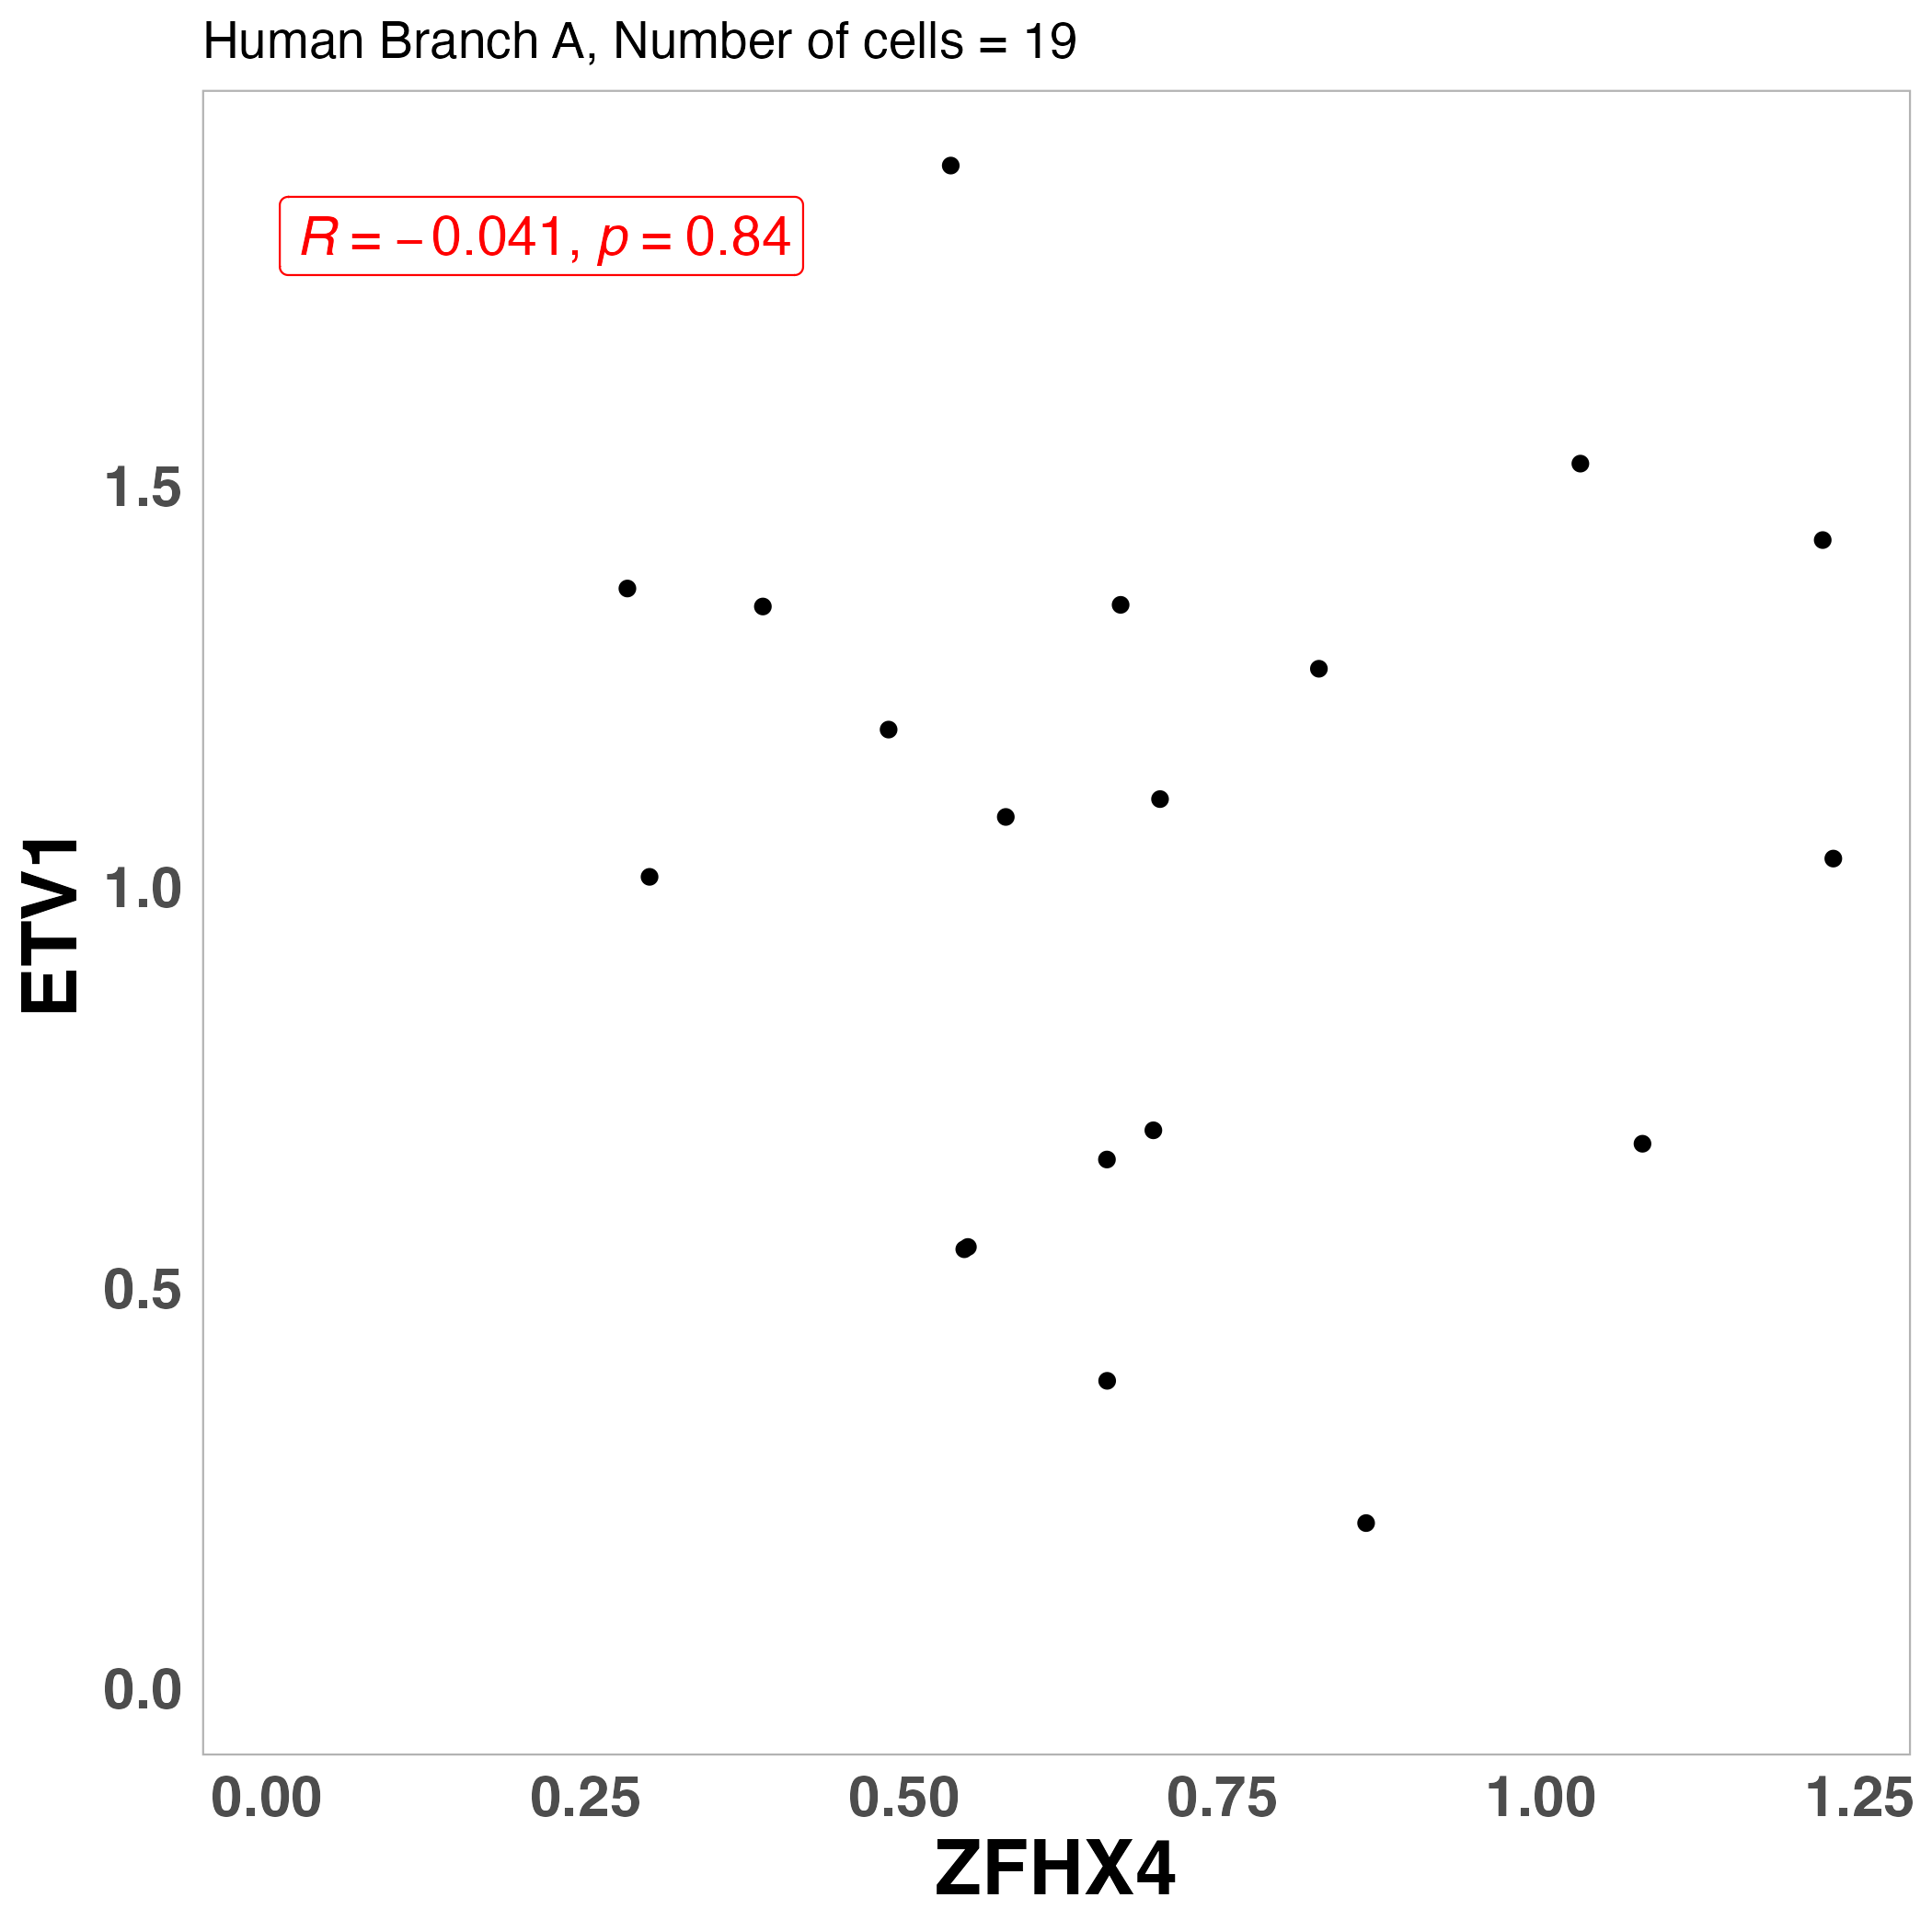 Human Branch A, Number of cells = 19
R = −0.041, p = 0.84
ETV1
1.5
1.0
0.5
0.0
0.00 0.25 0.50 0.75 1.00 1.25
ZFHX4